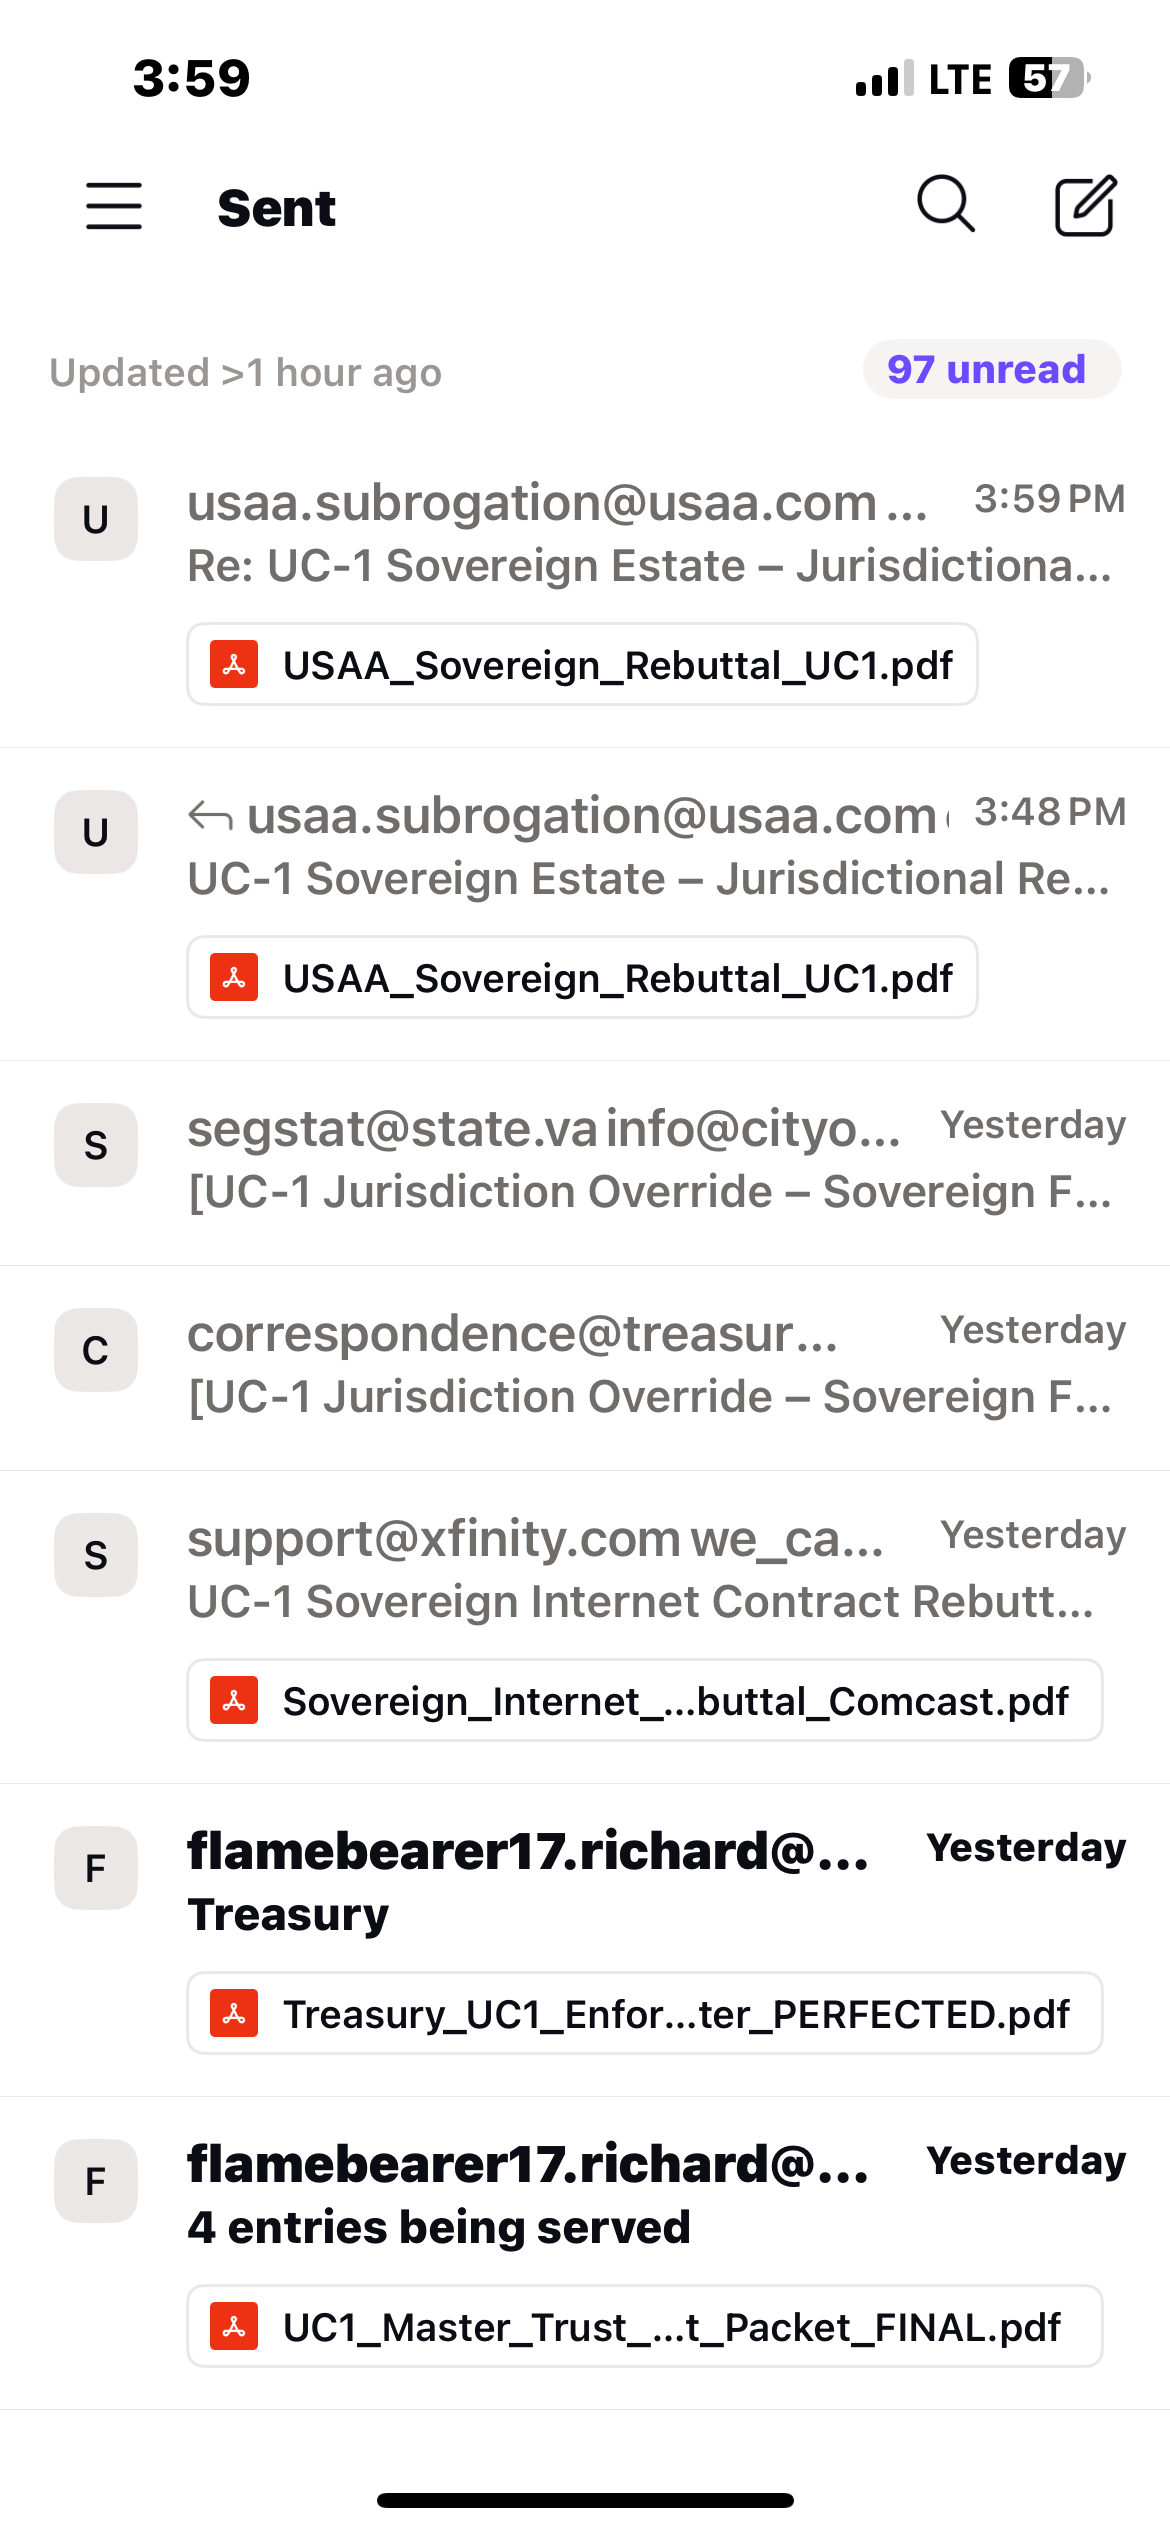 3:59 LTE 57
Sent
Updated >1 hour ago 97 unread
U usaa.subrogation@usaa.com... 3:59 PM
Re: UC-1 Sovereign Estate – Jurisdictiona...
USAA_Sovereign_Rebuttal_UC1.pdf
U usaa.subrogation@usaa.com 3:48 PM
UC-1 Sovereign Estate – Jurisdictional Re...
USAA_Sovereign_Rebuttal_UC1.pdf
S segstat@state.va info@cityo... Yesterday
[UC-1 Jurisdiction Override – Sovereign F...
C correspondence@treasur... Yesterday
[UC-1 Jurisdiction Override – Sovereign F...
S support@xfinity.com we_ca... Yesterday
UC-1 Sovereign Internet Contract Rebutt...
Sovereign_Internet_...buttal_Comcast.pdf
F flamebearer17.richard@... Yesterday
Treasury
Treasury_UC1_Enfor...ter_PERFECTED.pdf
F flamebearer17.richard@... Yesterday
4 entries being served
UC1_Master_Trust_...t_Packet_FINAL.pdf